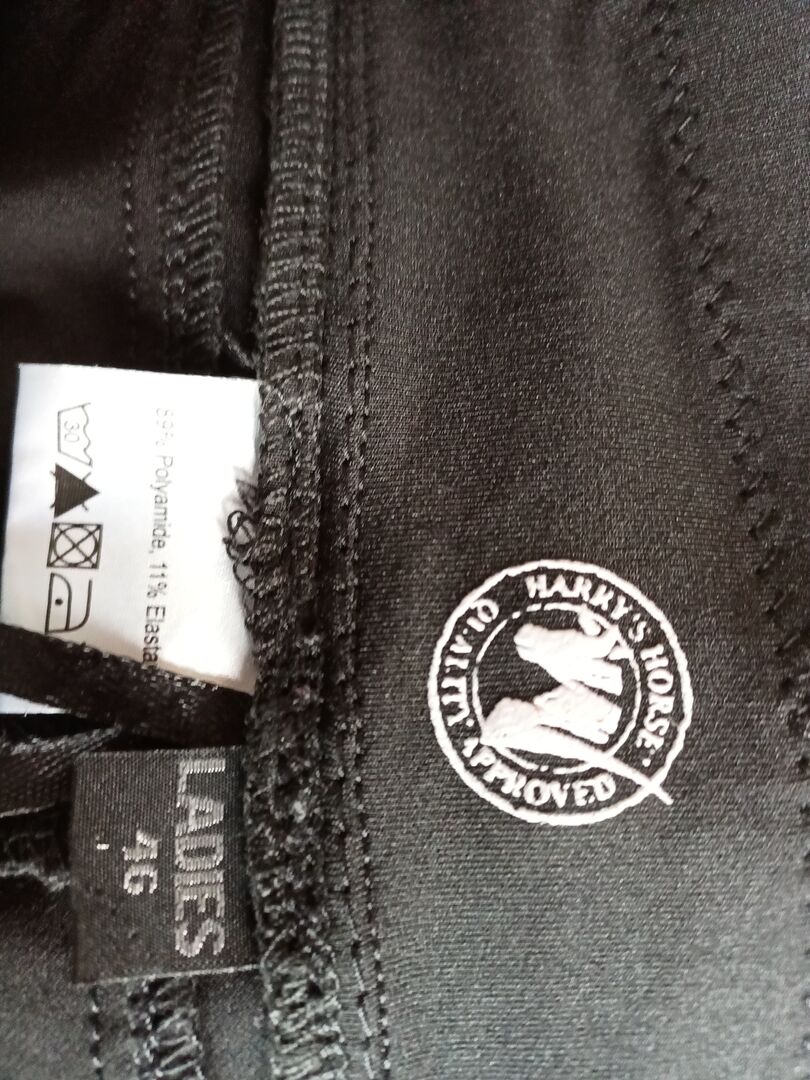 89% Polyamide, 11% Elasta
30
LADIES
46
HARRY'S HORSE
QUALITY APPROVED